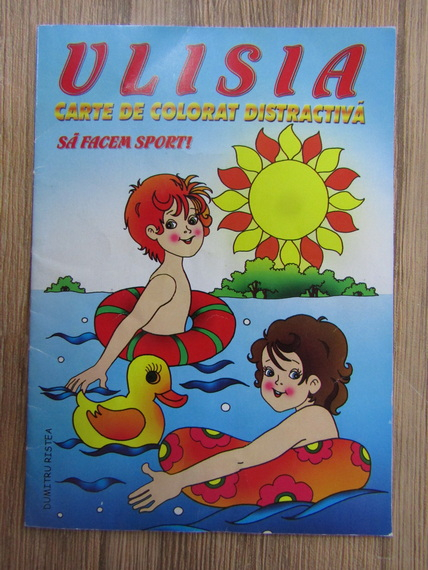 ULISIA
CARTE DE COLORAT DISTRACTIVĂ
SĂ FACEM SPORT!
DUMITRU RISTEA